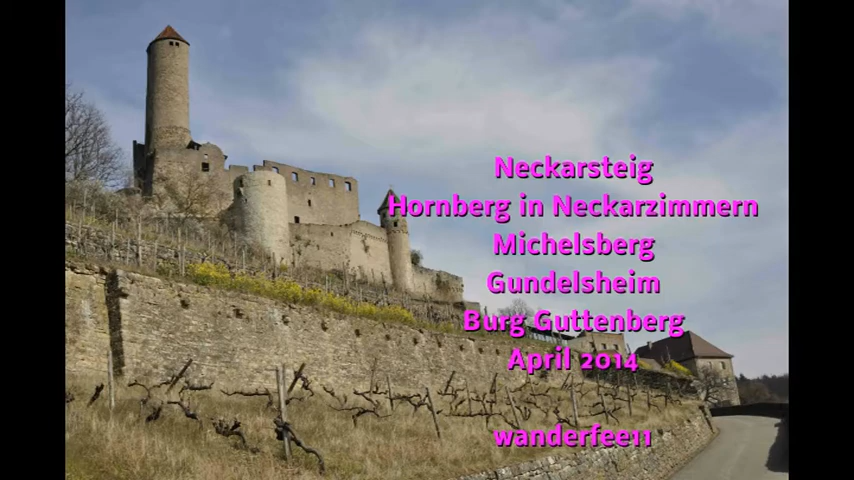 Neckarsteig
Hornberg in Neckarzimmern
Michelsberg
Gundelsheim
Burg Guttenberg
April 2014
wanderfee11